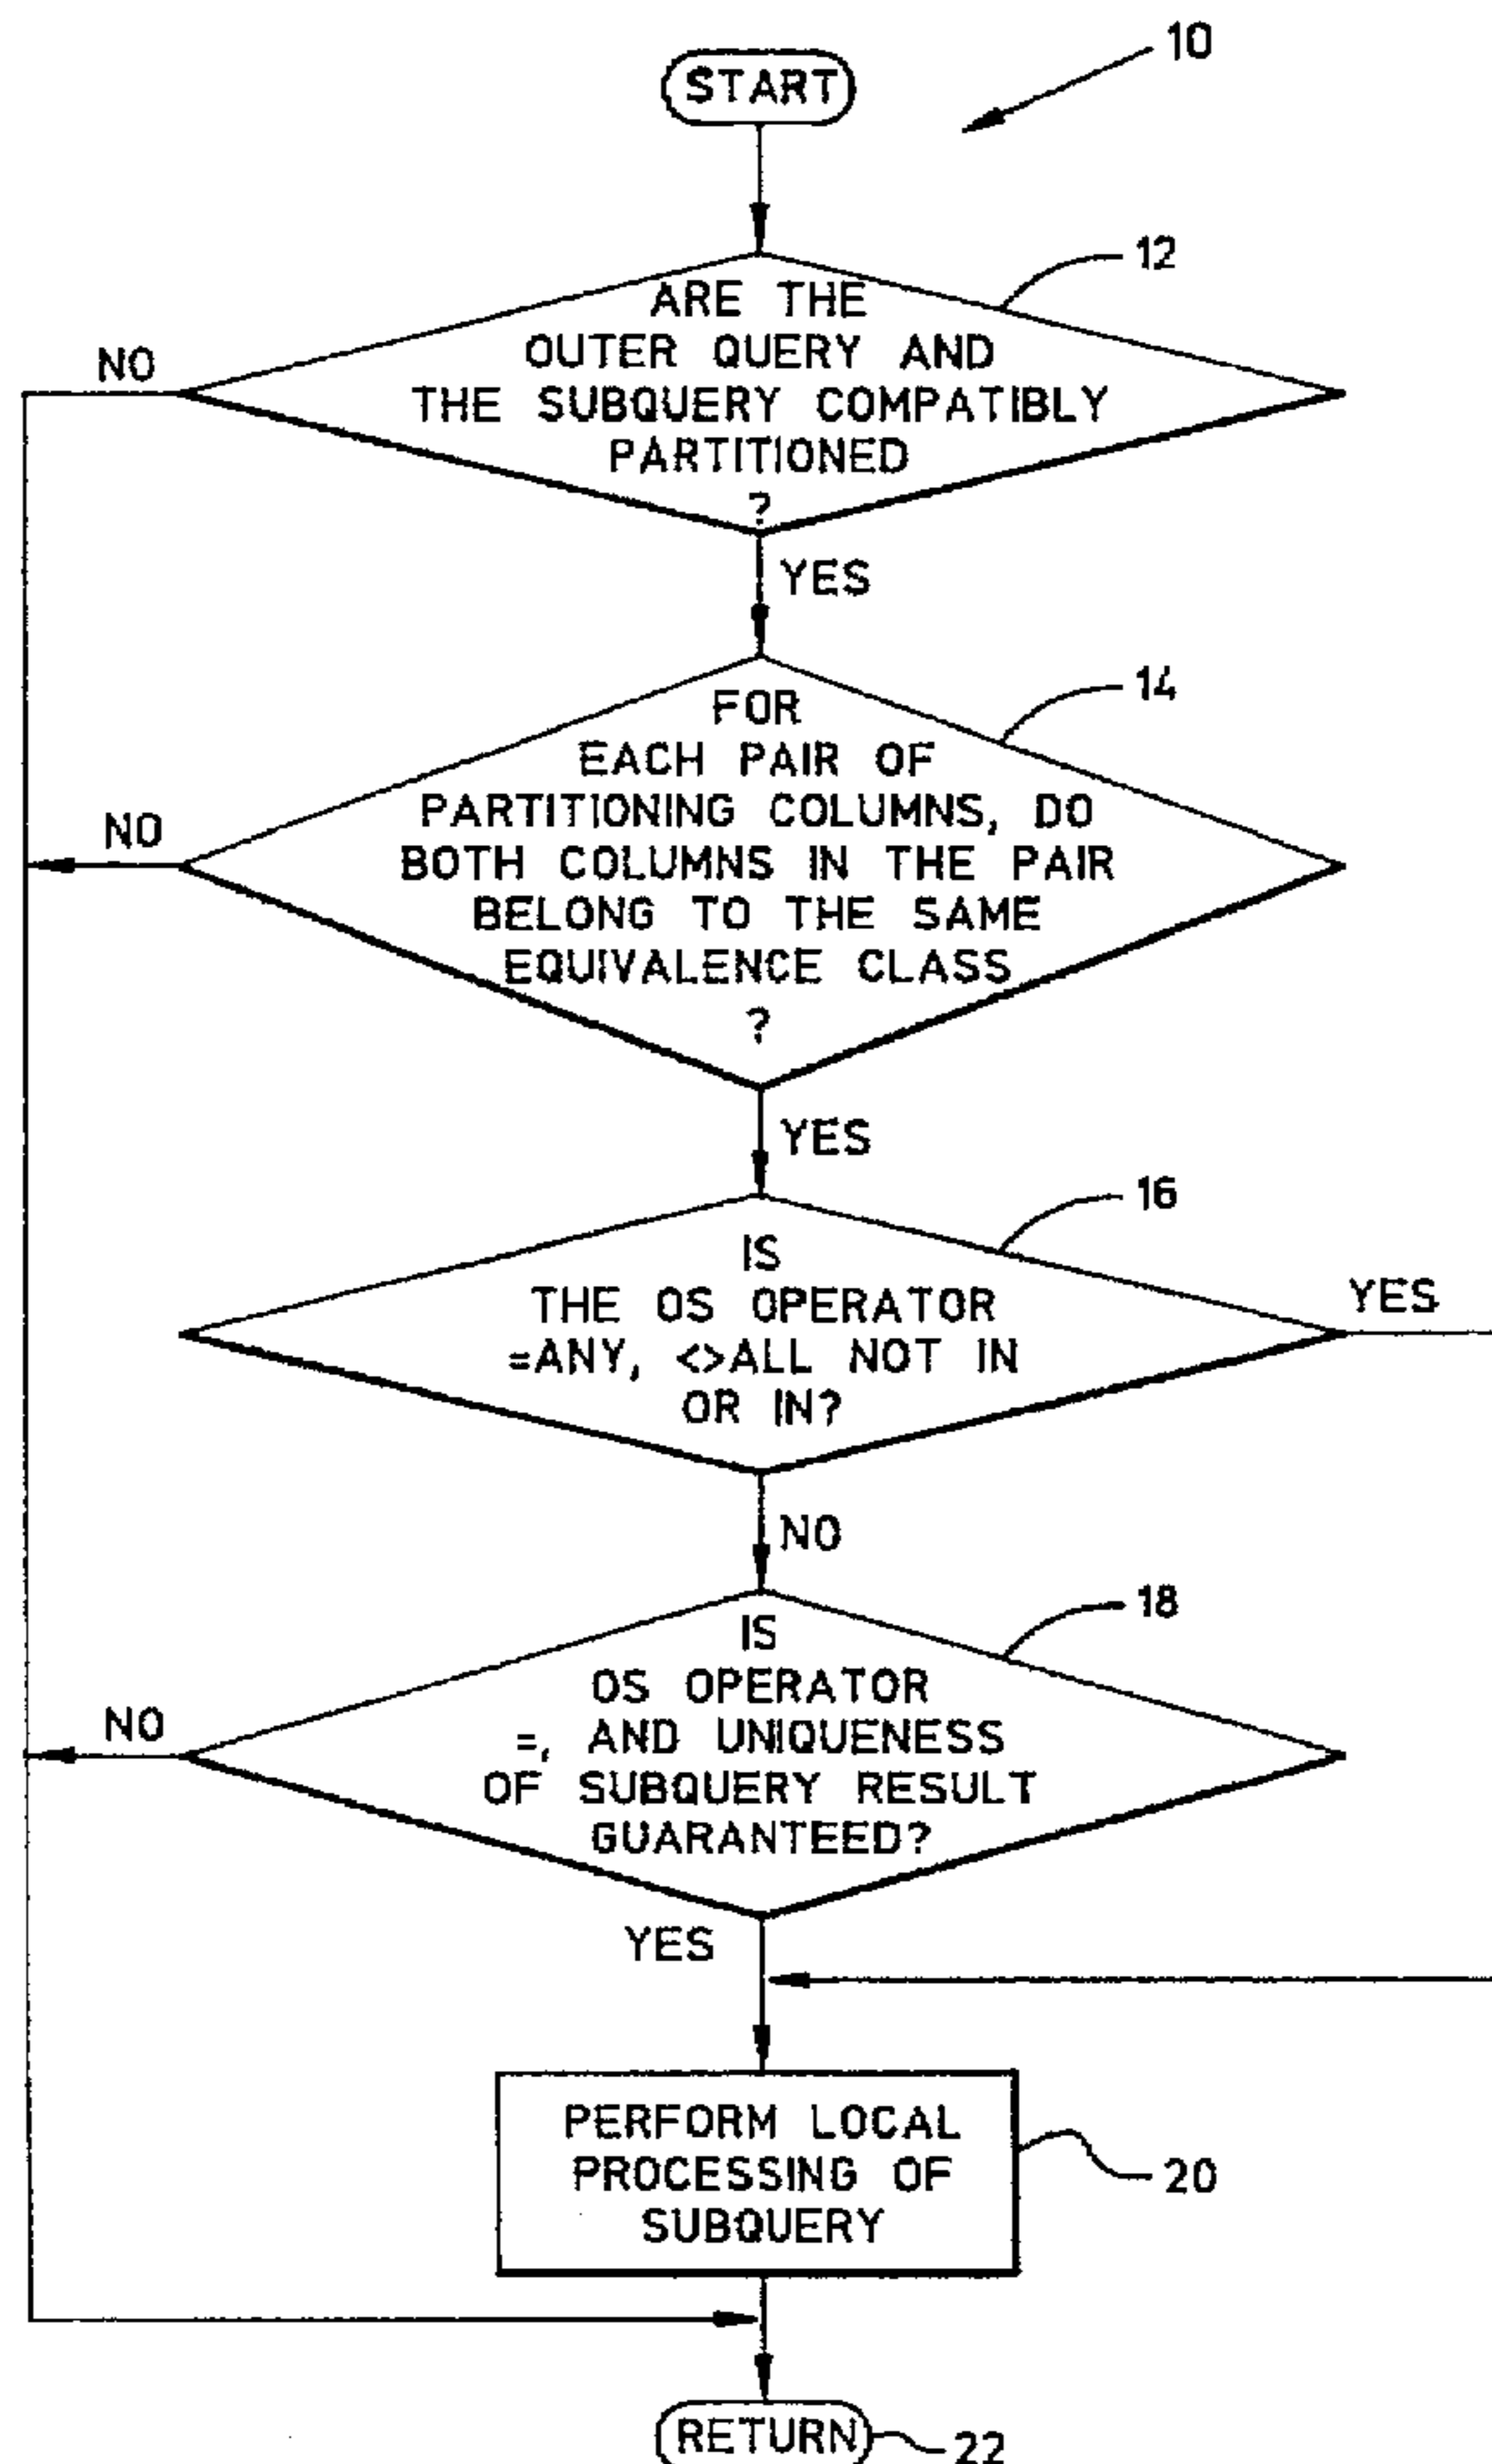 10
START
12
ARE THE
OUTER QUERY AND
THE SUBQUERY COMPATIBLY
PARTITIONED
?
NO
YES
14
FOR
EACH PAIR OF
PARTITIONING COLUMNS, DO
BOTH COLUMNS IN THE PAIR
BELONG TO THE SAME
EQUIVALENCE CLASS
?
NO
YES
16
IS
THE OS OPERATOR
=ANY, <>ALL NOT IN
OR IN?
YES
NO
18
IS
OS OPERATOR
=, AND UNIQUENESS
OF SUBQUERY RESULT
GUARANTEED?
NO
YES
PERFORM LOCAL
PROCESSING OF
SUBQUERY
20
RETURN
22